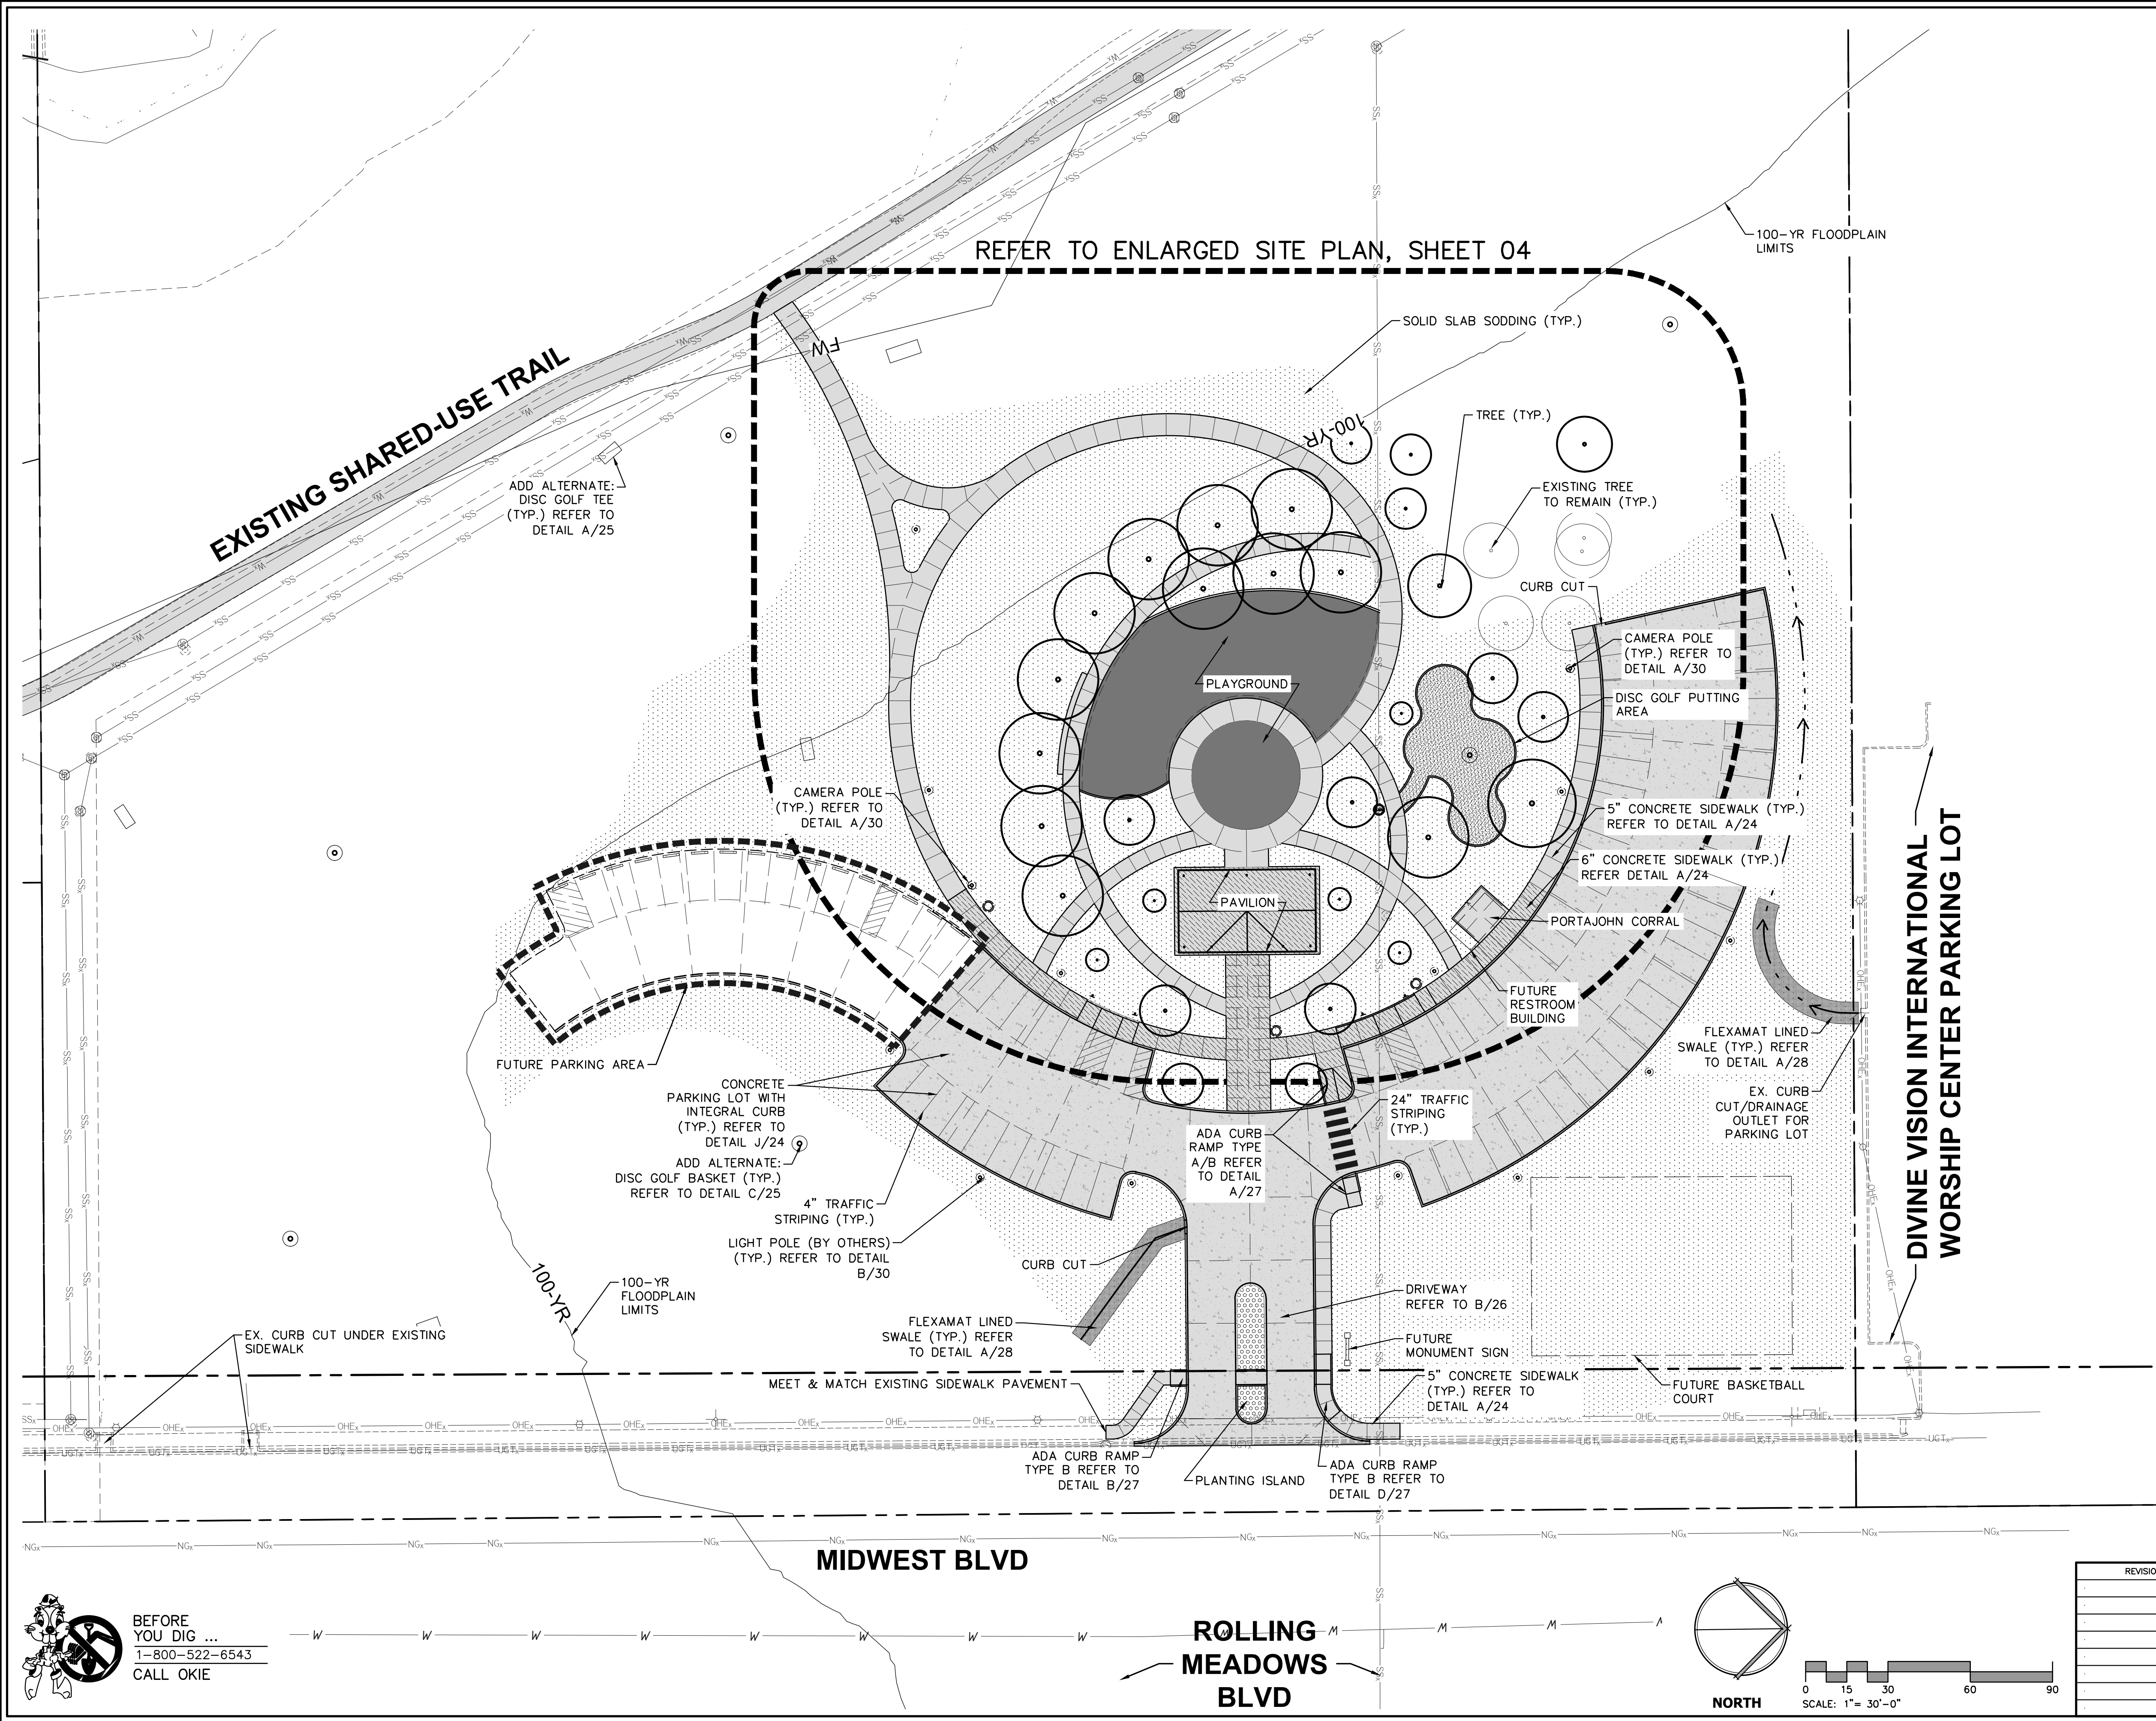 REFER TO ENLARGED SITE PLAN, SHEET 04
100-YR FLOODPLAIN
LIMITS
SOLID SLAB SODDING (TYP.)
FW
EXISTING SHARED-USE TRAIL
100-YR
TREE (TYP.)
ADD ALTERNATE:
DISC GOLF TEE
(TYP.) REFER TO
DETAIL A/25
EXISTING TREE
TO REMAIN (TYP.)
CURB CUT
CAMERA POLE
(TYP.) REFER TO
DETAIL A/30
PLAYGROUND
DISC GOLF PUTTING
AREA
CAMERA POLE
(TYP.) REFER TO
DETAIL A/30
5" CONCRETE SIDEWALK (TYP.)
REFER TO DETAIL A/24
6" CONCRETE SIDEWALK (TYP.)
REFER DETAIL A/24
PAVILION
PORTAJOHN CORRAL
DIVINE VISION INTERNATIONAL
WORSHIP CENTER PARKING LOT
FUTURE
RESTROOM
BUILDING
FLEXAMAT LINED
SWALE (TYP.) REFER
TO DETAIL A/28
FUTURE PARKING AREA
CONCRETE
PARKING LOT WITH
INTEGRAL CURB
(TYP.) REFER TO
DETAIL J/24
EX. CURB
CUT/DRAINAGE
OUTLET FOR
PARKING LOT
24" TRAFFIC
STRIPING
(TYP.)
ADA CURB
RAMP TYPE
A/B REFER
TO DETAIL
A/27
ADD ALTERNATE:
DISC GOLF BASKET (TYP.)
REFER TO DETAIL C/25
4" TRAFFIC
STRIPING (TYP.)
LIGHT POLE (BY OTHERS)
(TYP.) REFER TO DETAIL
B/30
CURB CUT
100-YR
100-YR
FLOODPLAIN
LIMITS
DRIVEWAY
REFER TO B/26
FLEXAMAT LINED
SWALE (TYP.) REFER
TO DETAIL A/28
EX. CURB CUT UNDER EXISTING
SIDEWALK
FUTURE
MONUMENT SIGN
MEET & MATCH EXISTING SIDEWALK PAVEMENT
5" CONCRETE SIDEWALK
(TYP.) REFER TO
DETAIL A/24
FUTURE BASKETBALL
COURT
ADA CURB RAMP
TYPE B REFER TO
DETAIL B/27
PLANTING ISLAND
ADA CURB RAMP
TYPE B REFER TO
DETAIL D/27
MIDWEST BLVD
BEFORE
YOU DIG ...
1-800-522-6543
CALL OKIE
ROLLING
MEADOWS
BLVD
NORTH
0 15 30 60 90
SCALE: 1"= 30'-0"